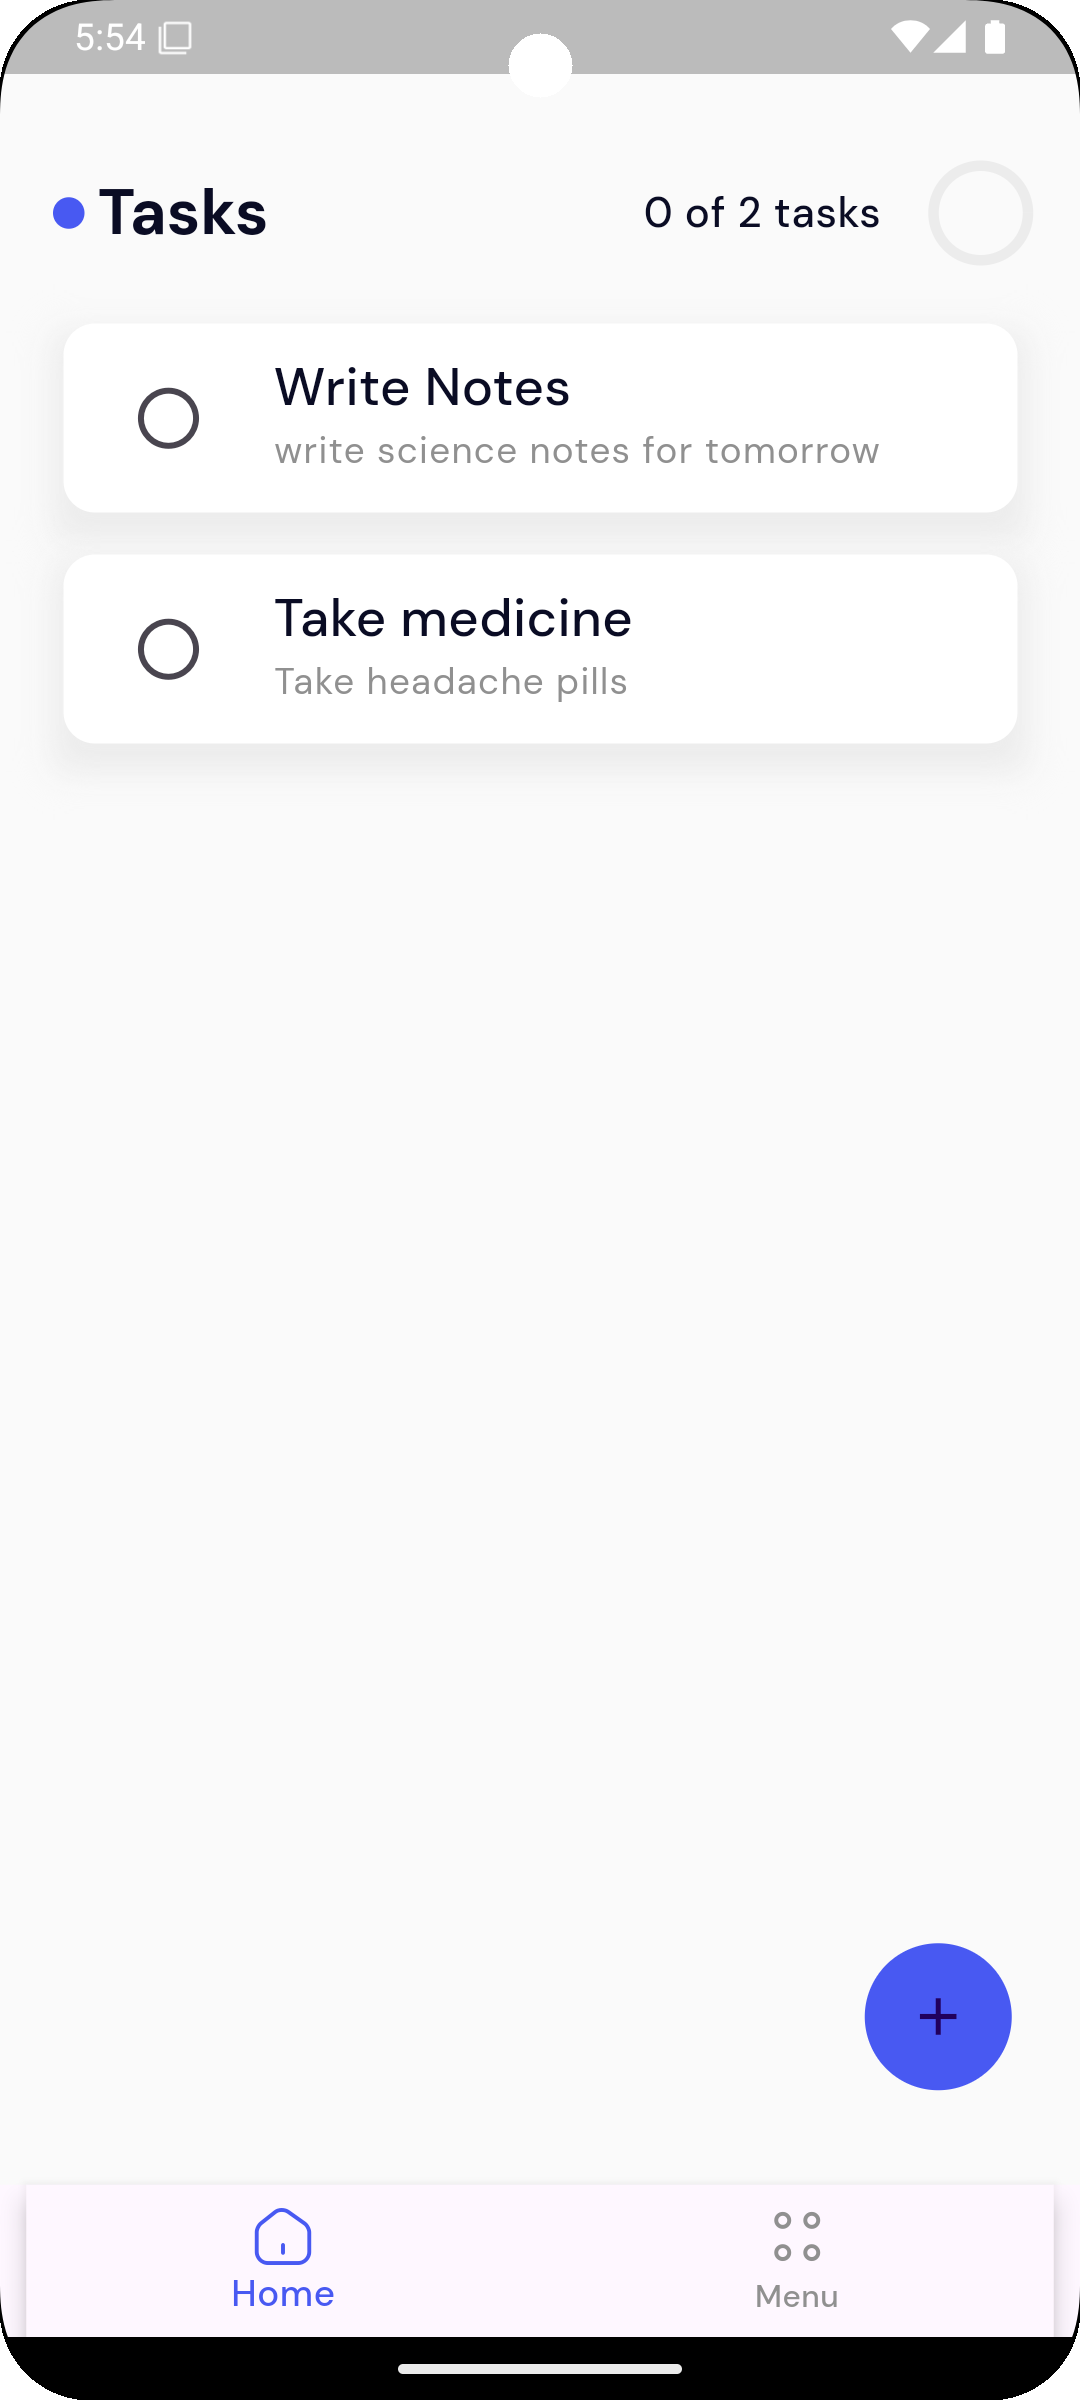 5:54
Tasks
0 of 2 tasks
Write Notes
write science notes for tomorrow
Take medicine
Take headache pills
Home
Menu